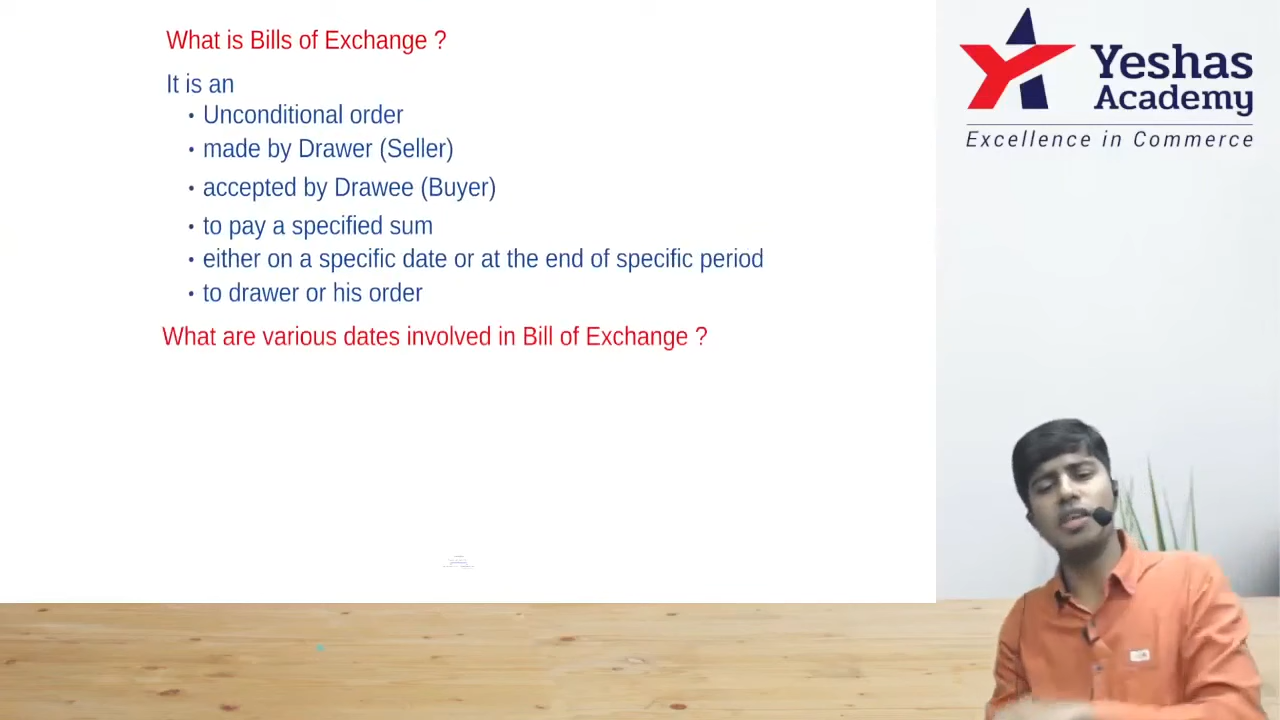 What is Bills of Exchange ?
It is an
• Unconditional order
• made by Drawer (Seller)
• accepted by Drawee (Buyer)
• to pay a specified sum
• either on a specific date or at the end of specific period
• to drawer or his order
What are various dates involved in Bill of Exchange ?
Yeshas
Academy
Excellence in Commerce